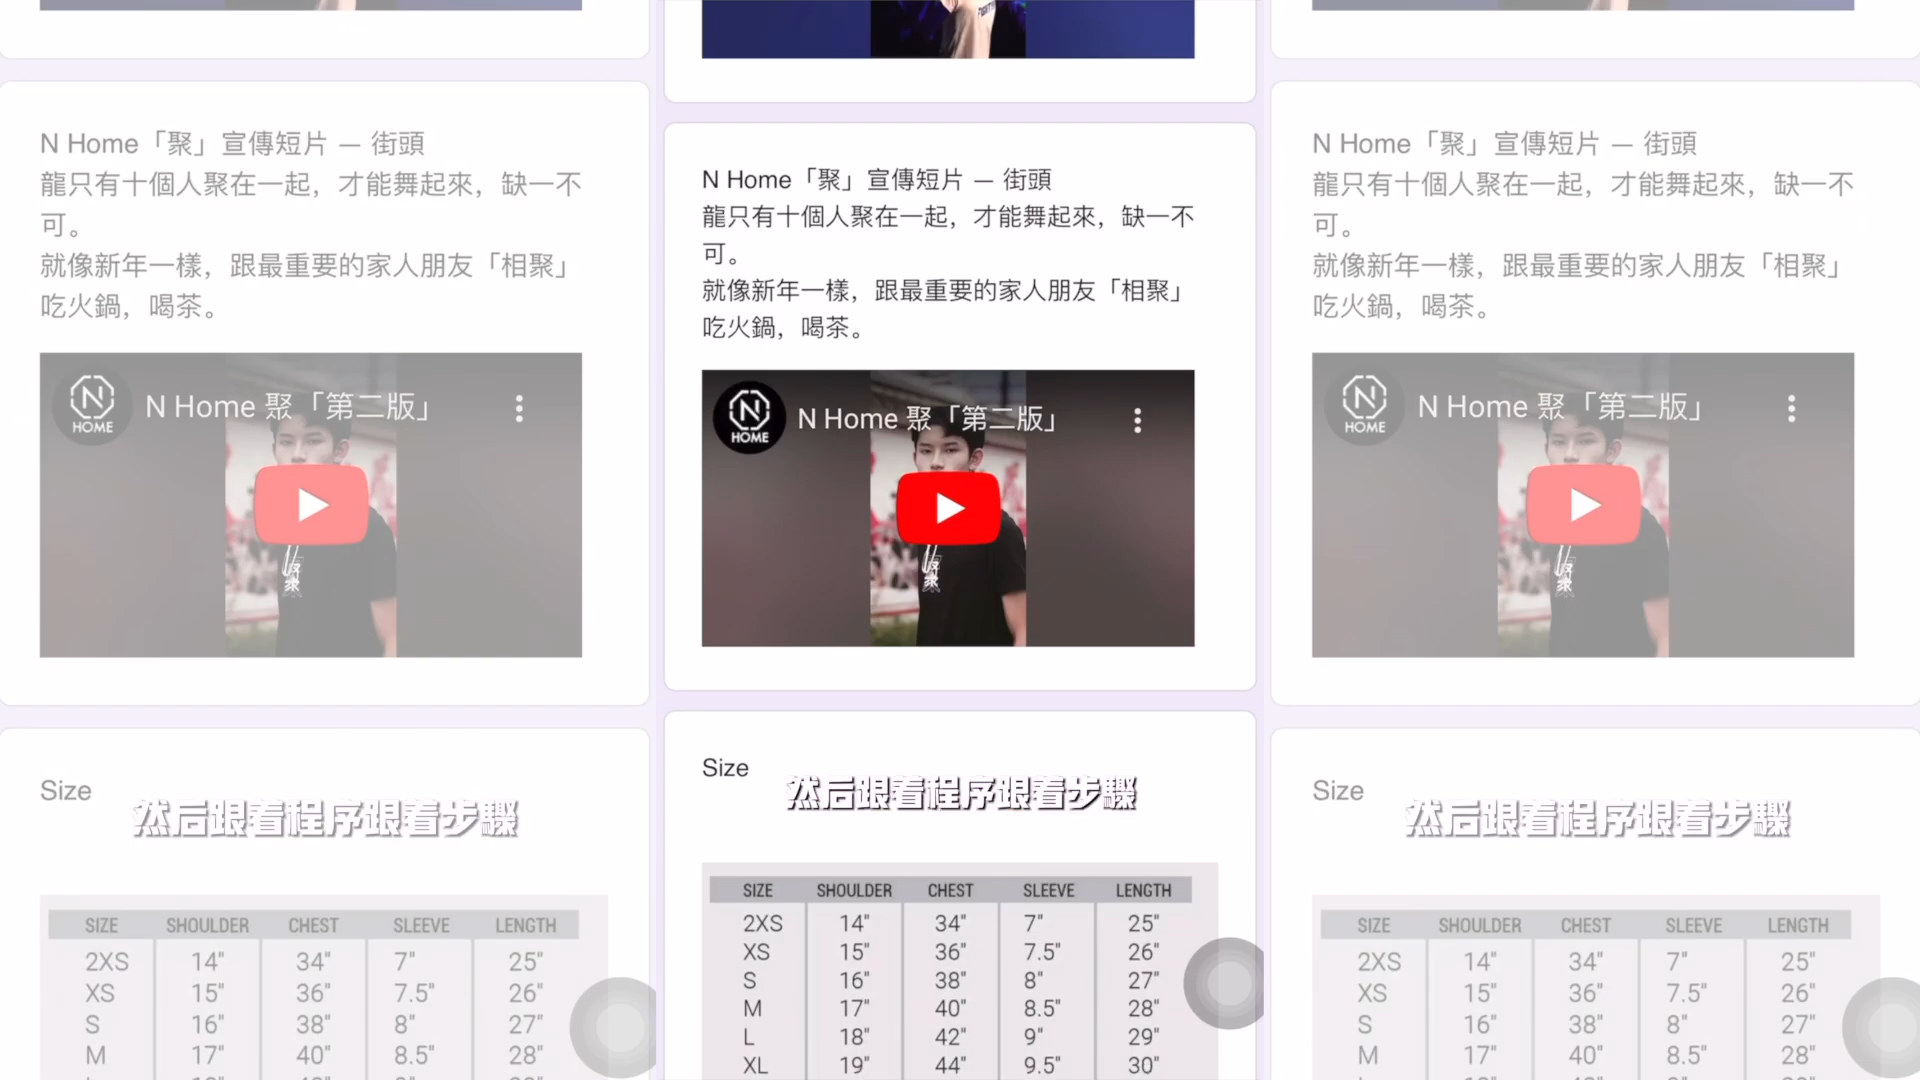 N Home「聚」宣傳短片 — 街頭
龍只有十個人聚在一起，才能舞起來，缺一不
可。
就像新年一樣，跟最重要的家人朋友「相聚」
吃火鍋，喝茶。
N HOME
N Home 聚「第二版」
Size
然后跟着程序跟着步驟
SIZE SHOULDER CHEST SLEEVE LENGTH
2XS 14" 34" 7" 25"
XS 15" 36" 7.5" 26"
S 16" 38" 8" 27"
M 17" 40" 8.5" 28"
N Home「聚」宣傳短片 — 街頭
龍只有十個人聚在一起，才能舞起來，缺一不
可。
就像新年一樣，跟最重要的家人朋友「相聚」
吃火鍋，喝茶。
N HOME
N Home 聚「第二版」
Size
然后跟着程序跟着步驟
SIZE SHOULDER CHEST SLEEVE LENGTH
2XS 14" 34" 7" 25"
XS 15" 36" 7.5" 26"
S 16" 38" 8" 27"
M 17" 40" 8.5" 28"
L 18" 42" 9" 29"
XL 19" 44" 9.5" 30"
N Home「聚」宣傳短片 — 街頭
龍只有十個人聚在一起，才能舞起來，缺一不
可。
就像新年一樣，跟最重要的家人朋友「相聚」
吃火鍋，喝茶。
N HOME
N Home 聚「第二版」
Size
然后跟着程序跟着步驟
SIZE SHOULDER CHEST SLEEVE LENGTH
2XS 14" 34" 7" 25"
XS 15" 36" 7.5" 26"
S 16" 38" 8" 27"
M 17" 40" 8.5" 28"